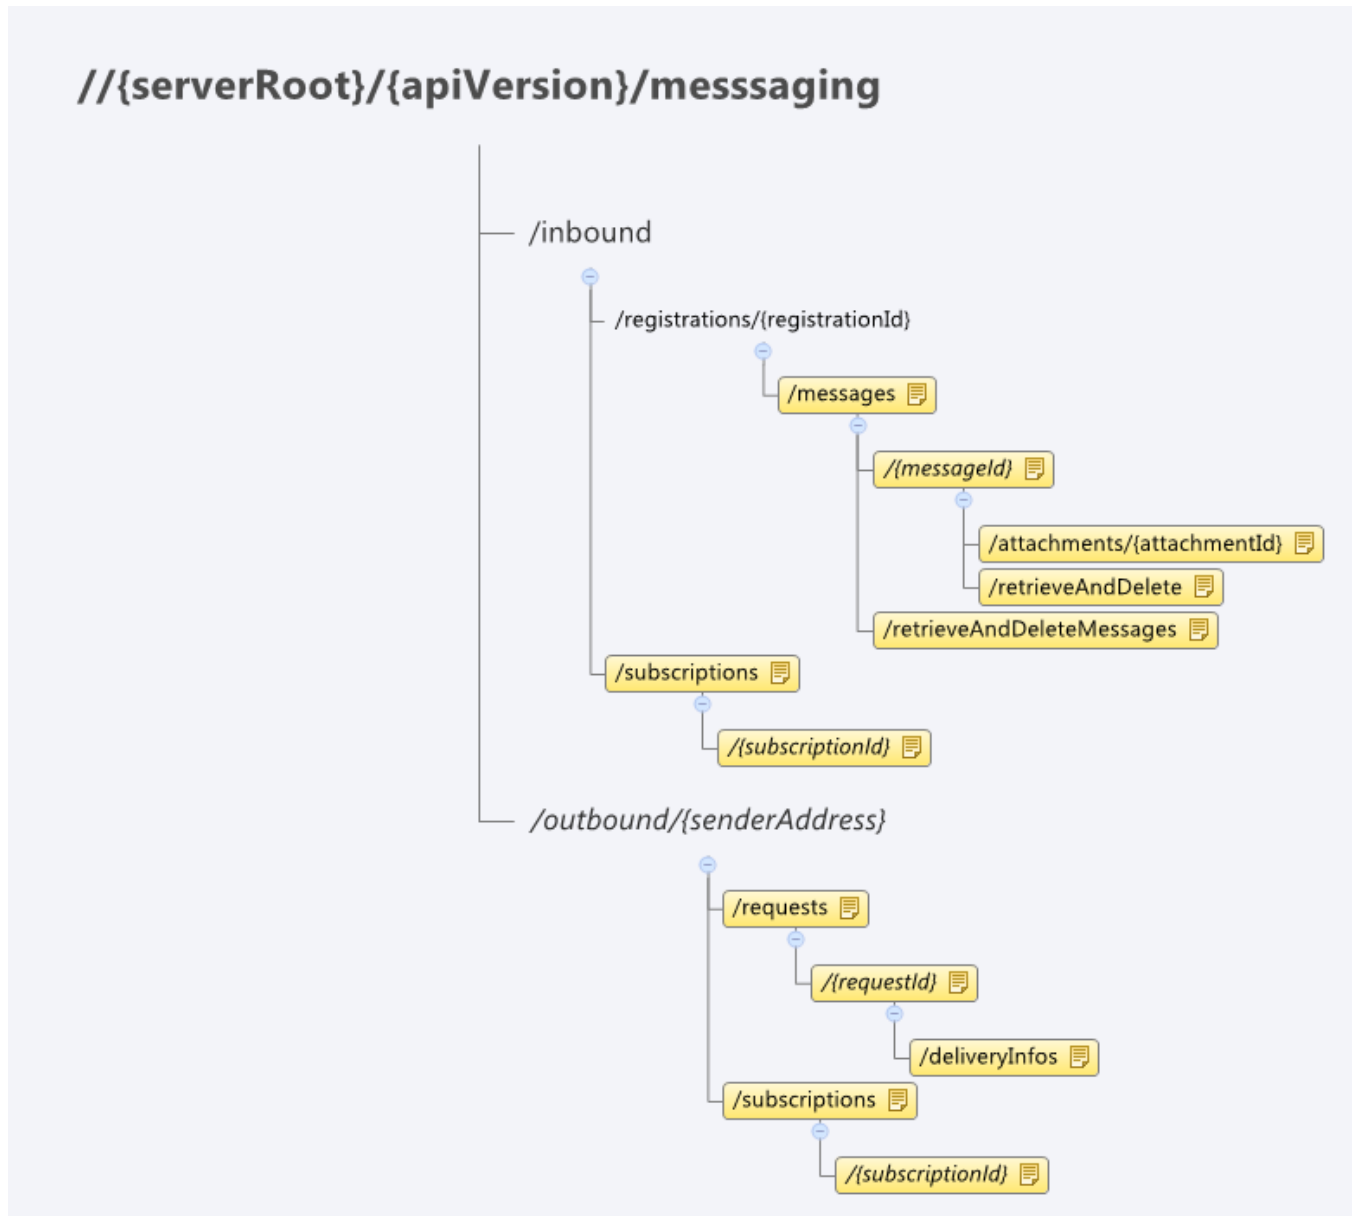 //{serverRoot}/{apiVersion}/messsaging
/inbound
/registrations/{registrationId}
/messages
/{messageId}
/attachments/{attachmentId}
/retrieveAndDelete
/retrieveAndDeleteMessages
/subscriptions
/{subscriptionId}
/outbound/{senderAddress}
/requests
/{requestId}
/deliveryInfos
/subscriptions
/{subscriptionId}